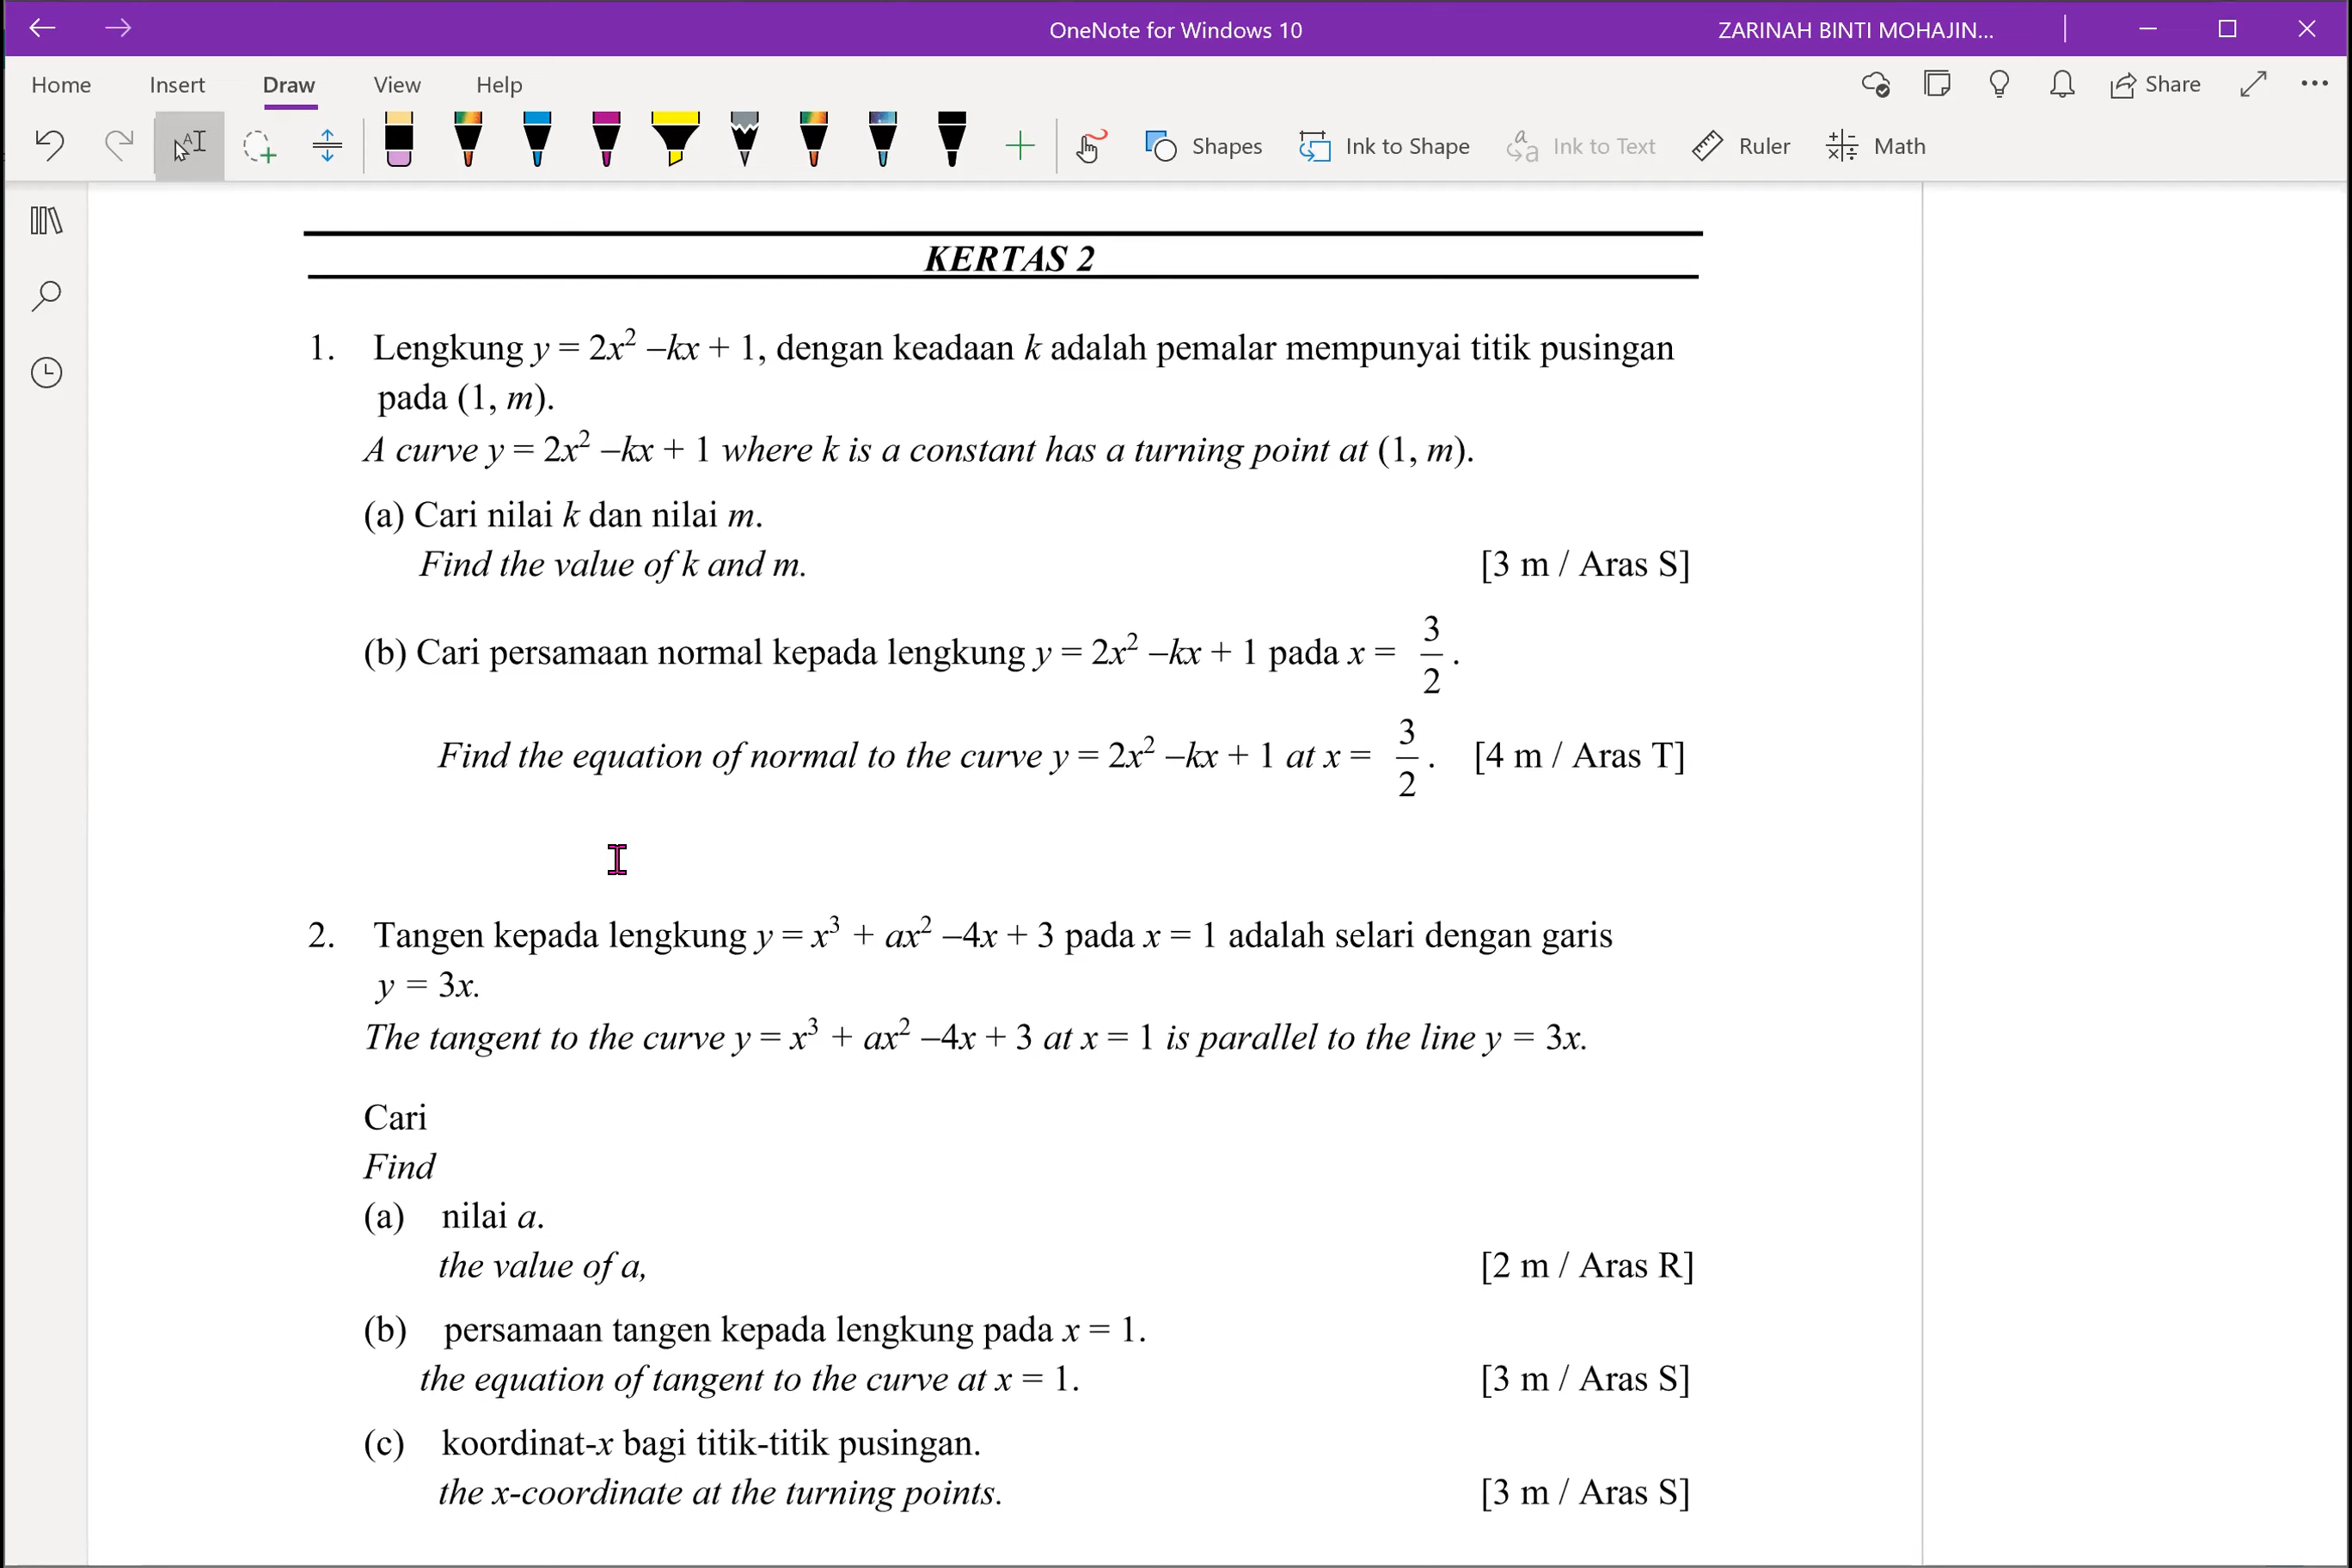 OneNote for Windows 10
ZARINAH BINTI MOHAJIN...
Home Insert Draw View Help
Share
Shapes Ink to Shape Ink to Text Ruler Math
KERTAS 2
1. Lengkung y = 2x² –kx + 1, dengan keadaan k adalah pemalar mempunyai titik pusingan
pada (1, m).
A curve y = 2x² –kx + 1 where k is a constant has a turning point at (1, m).
(a) Cari nilai k dan nilai m.
Find the value of k and m. [3 m / Aras S]
(b) Cari persamaan normal kepada lengkung y = 2x² –kx + 1 pada x = 3/2 .
Find the equation of normal to the curve y = 2x² –kx + 1 at x = 3/2 . [4 m / Aras T]
2. Tangen kepada lengkung y = x³ + ax² –4x + 3 pada x = 1 adalah selari dengan garis
y = 3x.
The tangent to the curve y = x³ + ax² –4x + 3 at x = 1 is parallel to the line y = 3x.
Cari
Find
(a) nilai a.
the value of a, [2 m / Aras R]
(b) persamaan tangen kepada lengkung pada x = 1.
the equation of tangent to the curve at x = 1. [3 m / Aras S]
(c) koordinat-x bagi titik-titik pusingan.
the x-coordinate at the turning points. [3 m / Aras S]